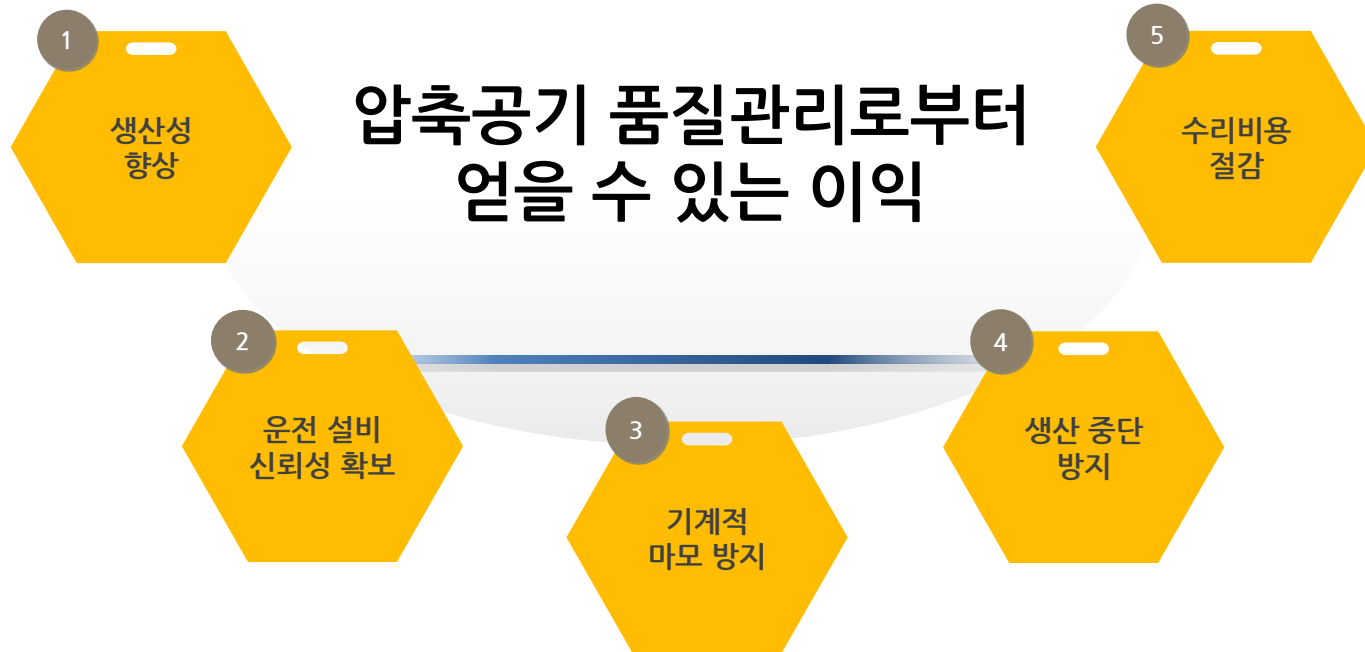 압축공기 품질관리로부터
얻을 수 있는 이익
1
생산성
향상
2
운전 설비
신뢰성 확보
3
기계적
마모 방지
4
생산 중단
방지
5
수리비용
절감